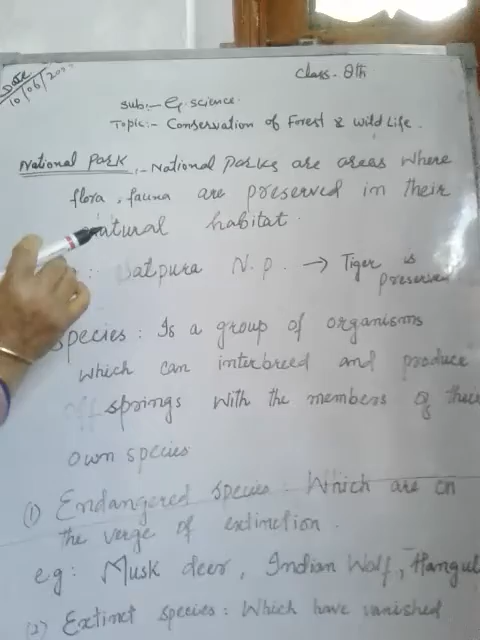 Date
10/06/20
Class - 8th
Sub:- G. science.
Topic:- Conservation of Forest & Wild Life.
National Park :- National Parks are areas where
flora, fauna are preserved in their
natural habitat.
: Satpura N.P. → Tiger is
preserved
Species : Is a group of organisms
which can interbreed and produce
off springs with the members of their
own species
(1) Endangered species : Which are on
the verge of extinction.
e.g: Musk deer, Indian Wolf, Hangul
(2) Extinct species : Which have vanished